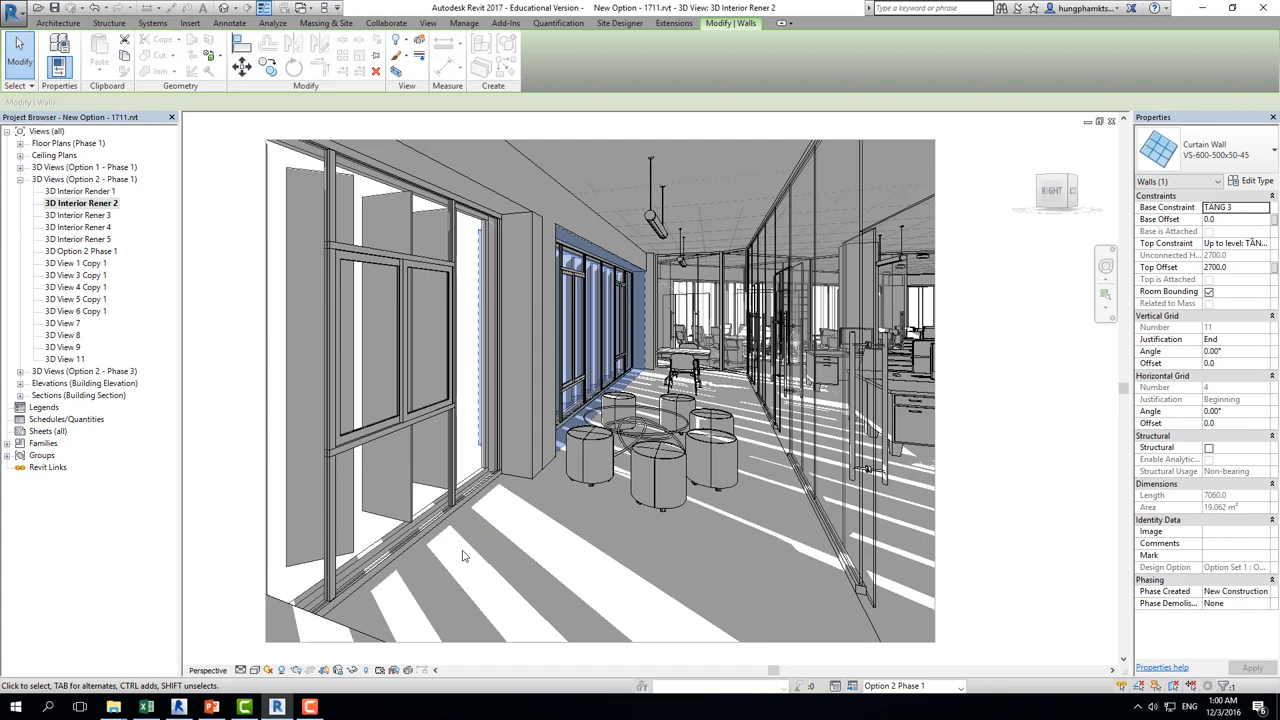 Autodesk Revit 2017 - Educational Version - New Option - 1711.rvt - 3D View: 3D Interior Rener 2
Type a keyword or phrase
hungphamkts...
Architecture Structure Systems Insert Annotate Analyze Massing & Site Collaborate View Manage Add-Ins Quantification Site Designer Extensions Modify | Walls
Modify
Paste
Cope
Cut
Join
Select Properties Clipboard Geometry Modify View Measure Create
Modify | Walls
Project Browser - New Option - 1711.rvt
Views (all)
Floor Plans (Phase 1)
Ceiling Plans
3D Views (Option 1 - Phase 1)
3D Views (Option 2 - Phase 1)
3D Interior Render 1
3D Interior Rener 2
3D Interior Rener 3
3D Interior Rener 4
3D Interior Rener 5
3D Option 2 Phase 1
3D View 1 Copy 1
3D View 3 Copy 1
3D View 4 Copy 1
3D View 5 Copy 1
3D View 6 Copy 1
3D View 7
3D View 8
3D View 9
3D View 11
3D Views (Option 2 - Phase 3)
Elevations (Building Elevation)
Sections (Building Section)
Legends
Schedules/Quantities
Sheets (all)
Families
Groups
Revit Links
RIGHT
Properties
Curtain Wall
VS-600-500x50-45
Walls (1)
Edit Type
Constraints
Base Constraint TẦNG 3
Base Offset 0.0
Base is Attached
Top Constraint Up to level: TẦN...
Unconnected H... 2700.0
Top Offset 2700.0
Top is Attached
Room Bounding
Related to Mass
Vertical Grid
Number 11
Justification End
Angle 0.00°
Offset 0.0
Horizontal Grid
Number 4
Justification Beginning
Angle 0.00°
Offset 0.0
Structural
Structural
Enable Analytic...
Structural Usage Non-bearing
Dimensions
Length 7060.0
Area 19.062 m²
Identity Data
Image
Comments
Mark
Design Option Option Set 1 : O...
Phasing
Phase Created New Construction
Phase Demolis... None
Properties help
Apply
Perspective
Click to select, TAB for alternates, CTRL adds, SHIFT unselects.
:0
Option 2 Phase 1
:1
ENG
1:00 AM
12/3/2016